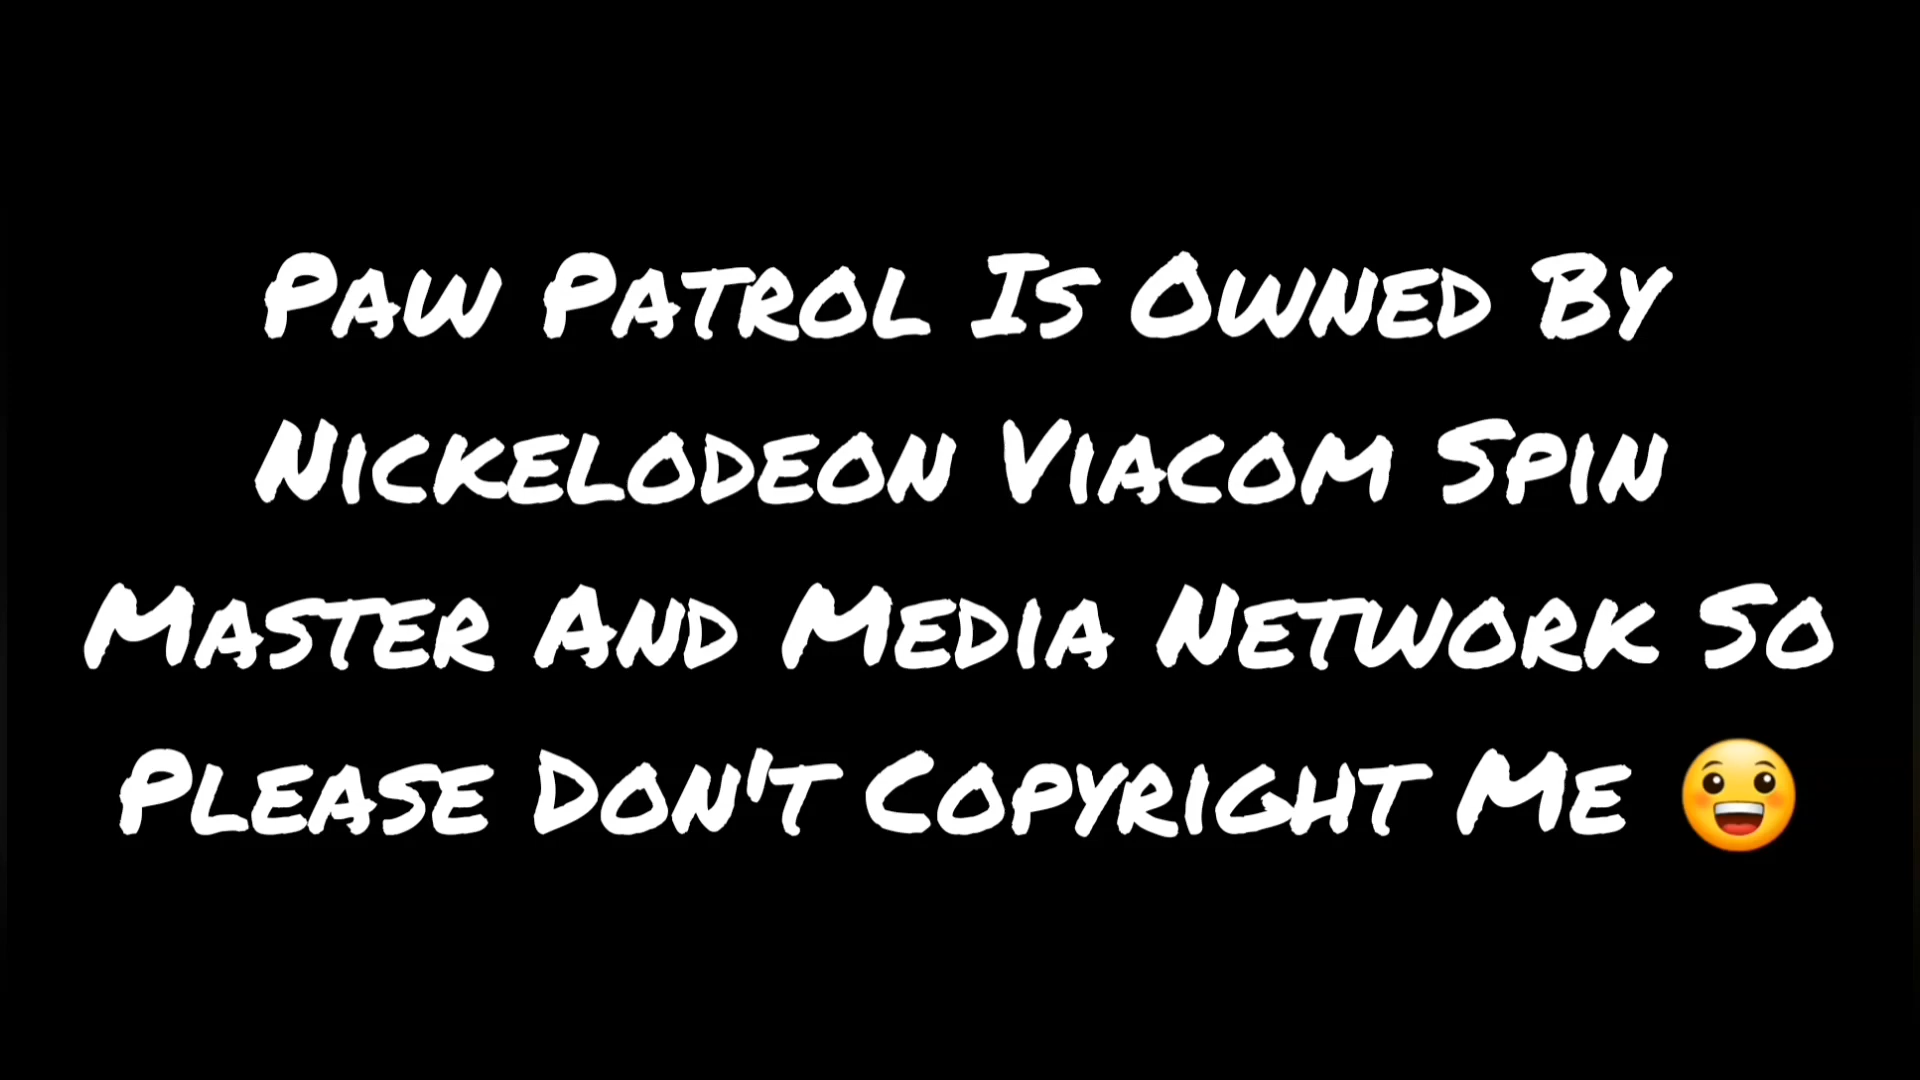 Paw Patrol Is Owned By
Nickelodeon Viacom Spin
Master And Media Network So
Please Don't Copyright Me 😀